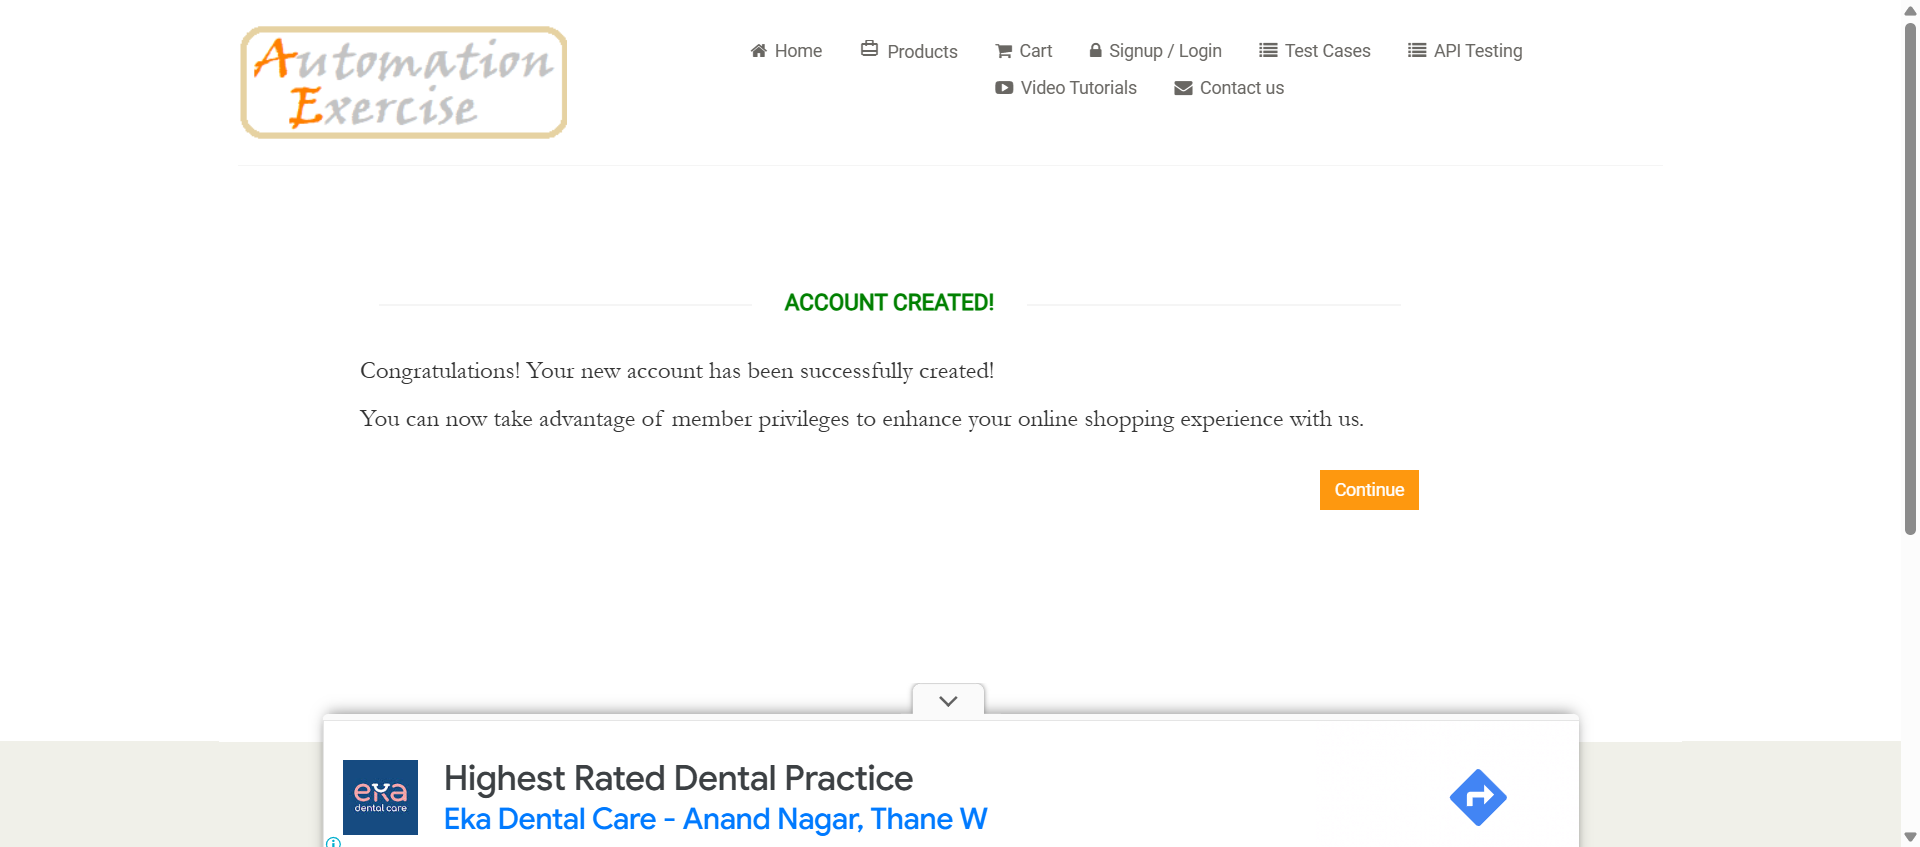 Automation
Exercise
Home
Products
Cart
Signup / Login
Test Cases
API Testing
Video Tutorials
Contact us
ACCOUNT CREATED!
Congratulations! Your new account has been successfully created!
You can now take advantage of member privileges to enhance your online shopping experience with us.
Continue
eka
dental care
Highest Rated Dental Practice
Eka Dental Care - Anand Nagar, Thane W